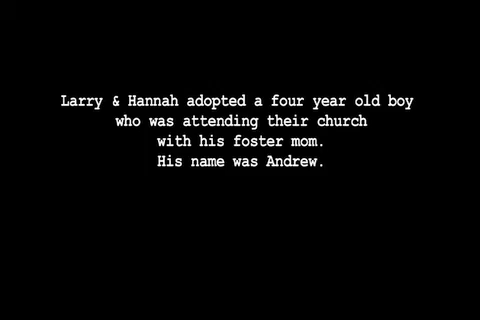 Larry & Hannah adopted a four year old boy
who was attending their church
with his foster mom.
His name was Andrew.